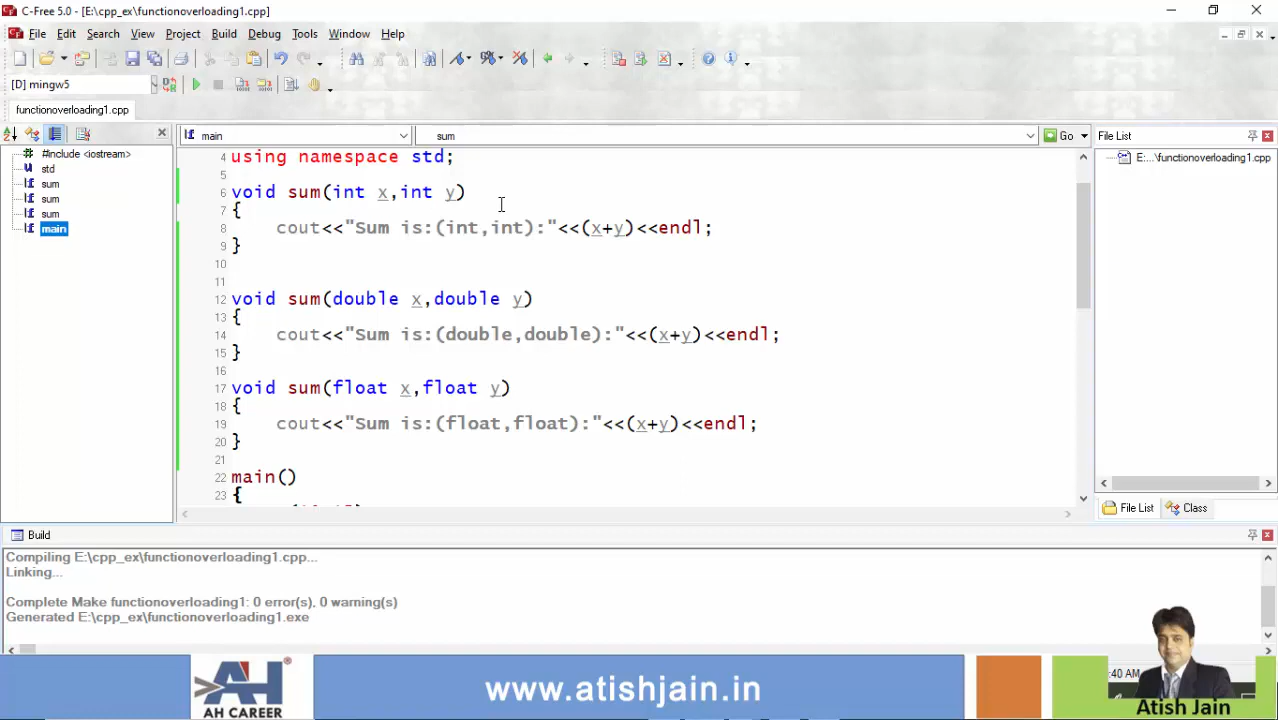 C-Free 5.0 - [E:\cpp_ex\functionoverloading1.cpp]
File Edit Search View Project Build Debug Tools Window Help
[D] mingw5
functionoverloading1.cpp
main
sum
Go
File List
#include <iostream>
std
sum
sum
sum
main
E:...\functionoverloading1.cpp
4 using namespace std;
5
6 void sum(int x,int y)
7 {
8 cout<<"Sum is:(int,int):"<<(x+y)<<endl;
9 }
10
11
12 void sum(double x,double y)
13 {
14 cout<<"Sum is:(double,double):"<<(x+y)<<endl;
15 }
16
17 void sum(float x,float y)
18 {
19 cout<<"Sum is:(float,float):"<<(x+y)<<endl;
20 }
21
22 main()
23 {
File List Class
Build
Compiling E:\cpp_ex\functionoverloading1.cpp...
Linking...
Complete Make functionoverloading1: 0 error(s), 0 warning(s)
Generated E:\cpp_ex\functionoverloading1.exe
AH
AH CAREER
www.atishjain.in
:40 AM
Atish Jain